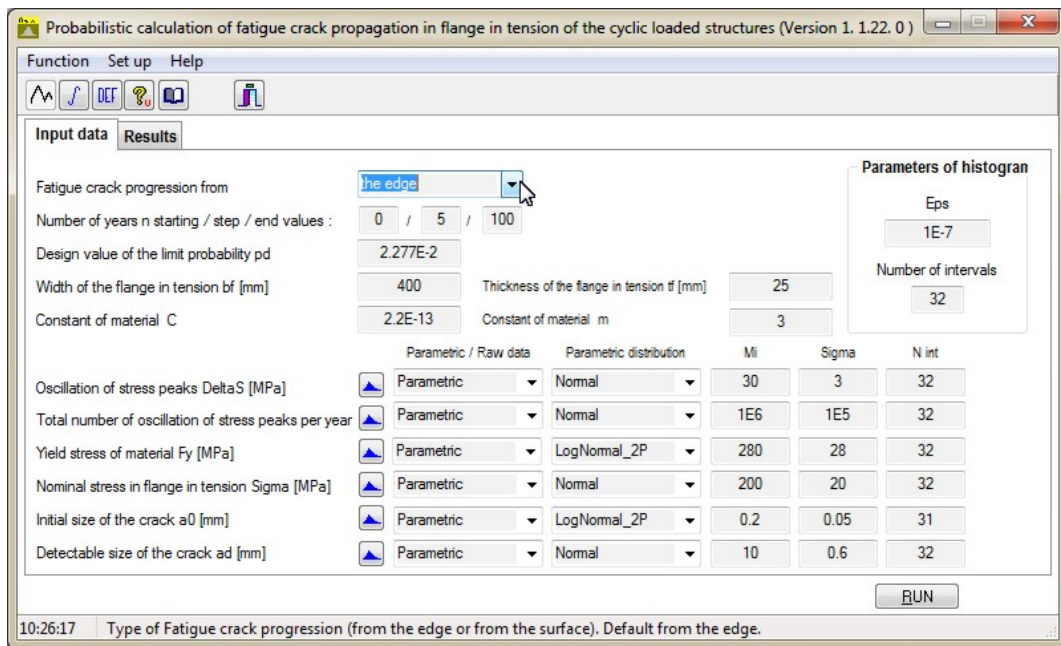 Probabilistic calculation of fatigue crack propagation in flange in tension of the cyclic loaded structures (Version 1. 1.22. 0 )
Function Set up Help
DEF ?U
Input data Results
Fatigue crack progression from the edge
Number of years n starting / step / end values : 0 / 5 / 100
Design value of the limit probability pd 2.277E-2
Width of the flange in tension bf [mm] 400 Thickness of the flange in tension tf [mm] 25
Constant of material C 2.2E-13 Constant of material m 3
Parameters of histogran
Eps
1E-7
Number of intervals
32
Parametric / Raw data Parametric distribution Mi Sigma N int
Oscillation of stress peaks DeltaS [MPa] Parametric Normal 30 3 32
Total number of oscillation of stress peaks per year Parametric Normal 1E6 1E5 32
Yield stress of material Fy [MPa] Parametric LogNormal_2P 280 28 32
Nominal stress in flange in tension Sigma [MPa] Parametric Normal 200 20 32
Initial size of the crack a0 [mm] Parametric LogNormal_2P 0.2 0.05 31
Detectable size of the crack ad [mm] Parametric Normal 10 0.6 32
RUN
10:26:17 Type of Fatigue crack progression (from the edge or from the surface). Default from the edge.